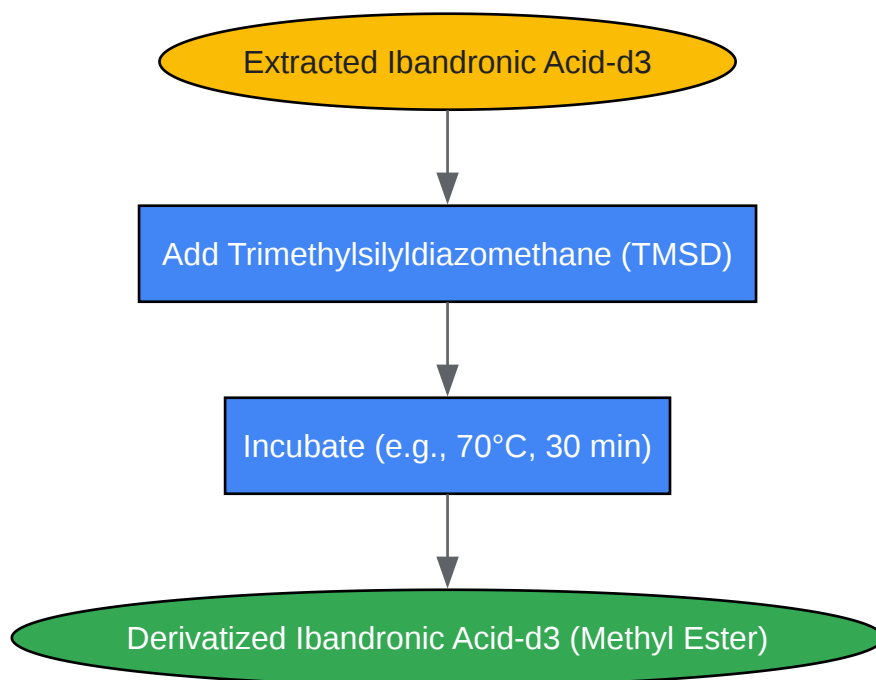 Extracted Ibandronic Acid-d3
Add Trimethylsilyldiazomethane (TMSD)
Incubate (e.g., 70°C, 30 min)
Derivatized Ibandronic Acid-d3 (Methyl Ester)